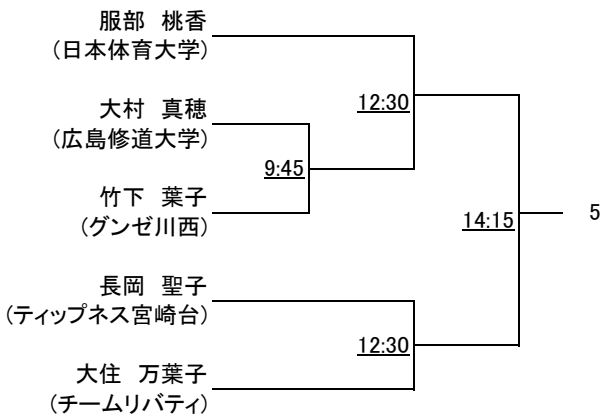 服部　桃香
(日本体育大学)
12:30
大村　真穂
(広島修道大学)
9:45
竹下　葉子
(グンゼ川西)
14:15
5
長岡　聖子
(ティップネス宮崎台)
12:30
大住　万葉子
(チームリバティ)